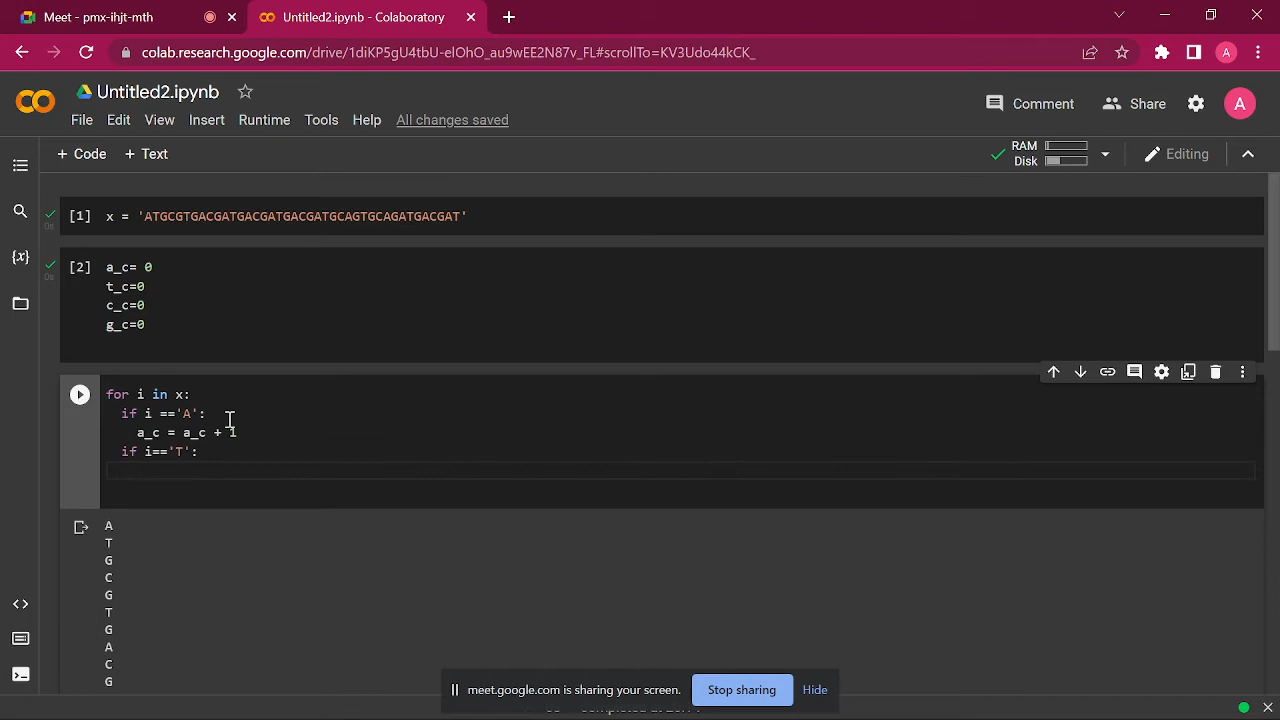 Meet - pmx-ihjt-mth
Untitled2.ipynb - Colaboratory
colab.research.google.com/drive/1diKP5gU4tbU-elOhO_au9wEE2N87v_FL#scrollTo=KV3Udo44kCK_
A
Untitled2.ipynb
Comment
Share
A
File Edit View Insert Runtime Tools Help All changes saved
+ Code + Text
RAM
Disk
Editing
[1] x = 'ATGCGTGACGATGACGATGACGATGCAGTGCAGATGACGAT'
0s
{x}
[2] a_c= 0
0s
t_c=0
c_c=0
g_c=0
for i in x:
if i =='A':
a_c = a_c + 1
if i=='T':
A
T
G
C
G
T
G
A
C
G
meet.google.com is sharing your screen.
Stop sharing
Hide